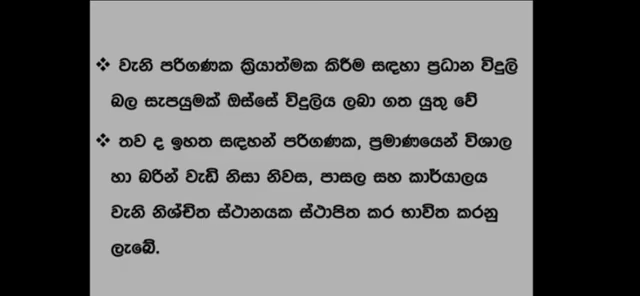 ❖ වැනි පරිගණක ක්‍රියාත්මක කිරීම සඳහා ප්‍රධාන විදුලි
බල සැපයුමක් ඔස්සේ විදුලිය ලබා ගත යුතු වේ
❖ තව ද ඉහත සඳහන් පරිගණක, ප්‍රමාණයෙන් විශාල
හා බරින් වැඩි නිසා නිවස, පාසල සහ කාර්යාලය
වැනි නිශ්චිත ස්ථානයක ස්ථාපිත කර භාවිත කරනු
ලැබේ.